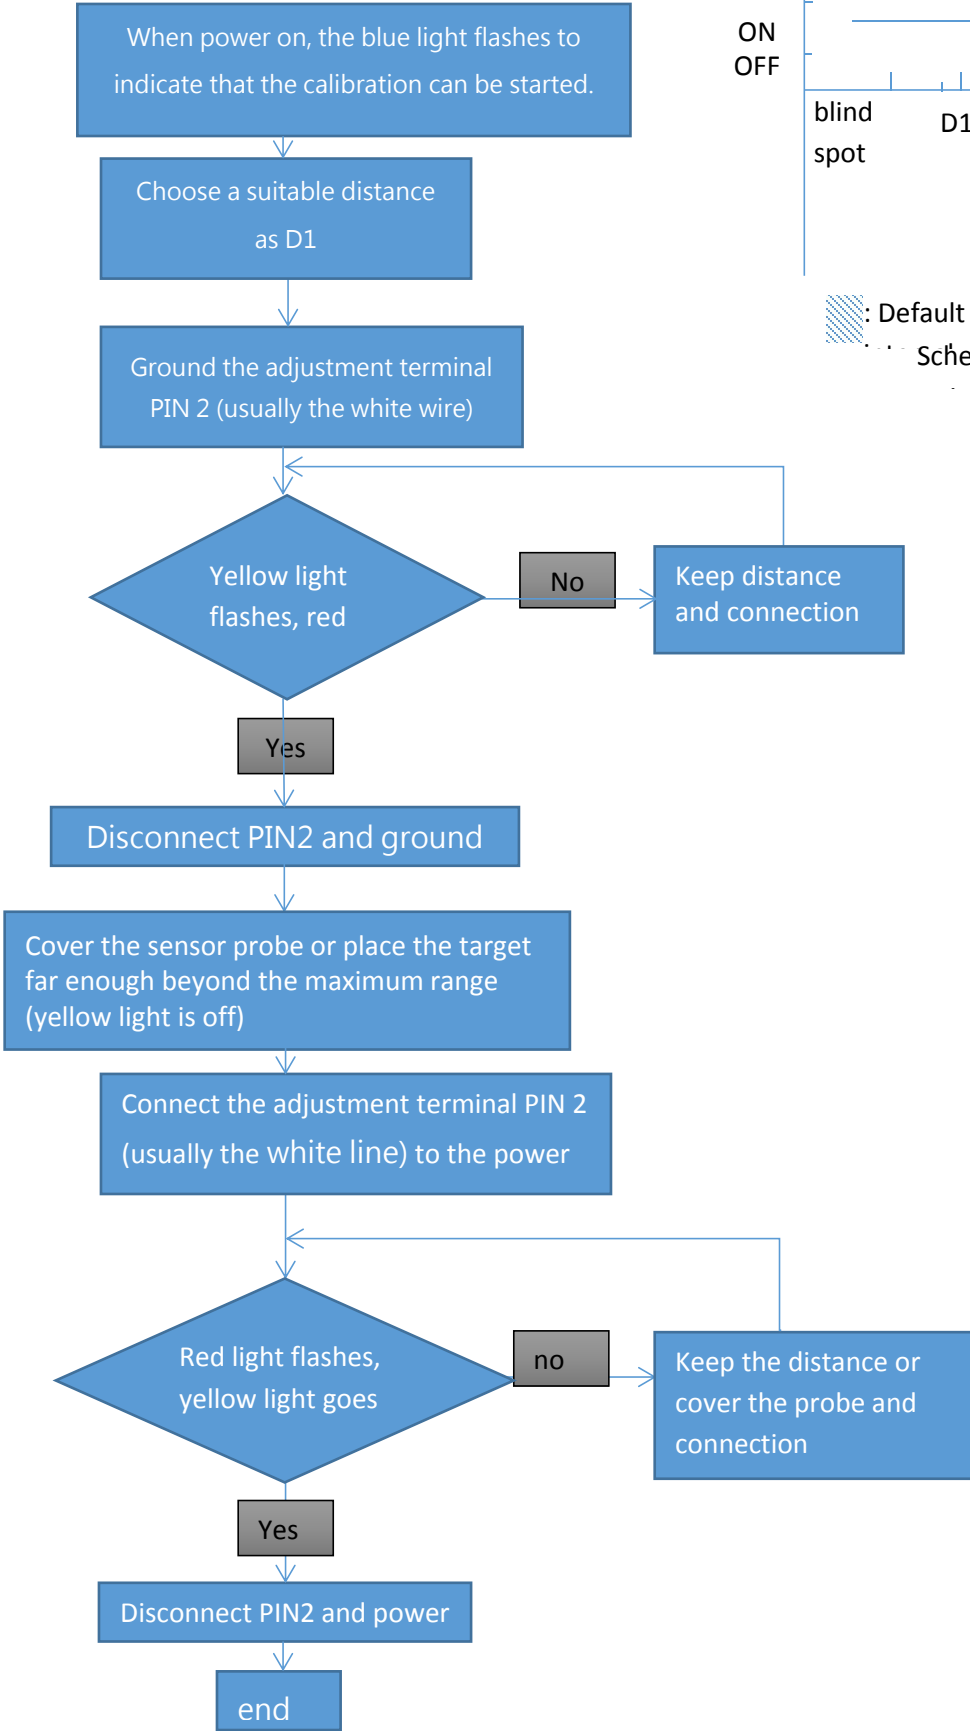 When power on, the blue light flashes to
indicate that the calibration can be started.
Choose a suitable distance
as D1
Ground the adjustment terminal
PIN 2 (usually the white wire)
Yellow light
flashes, red
No
Keep distance
and connection
Yes
Disconnect PIN2 and ground
Cover the sensor probe or place the target
far enough beyond the maximum range
(yellow light is off)
Connect the adjustment terminal PIN 2
(usually the white line) to the power
Red light flashes,
yellow light goes
no
Keep the distance or
cover the probe and
connection
Yes
Disconnect PIN2 and power
end
ON
OFF
blind
spot
D1
: Default